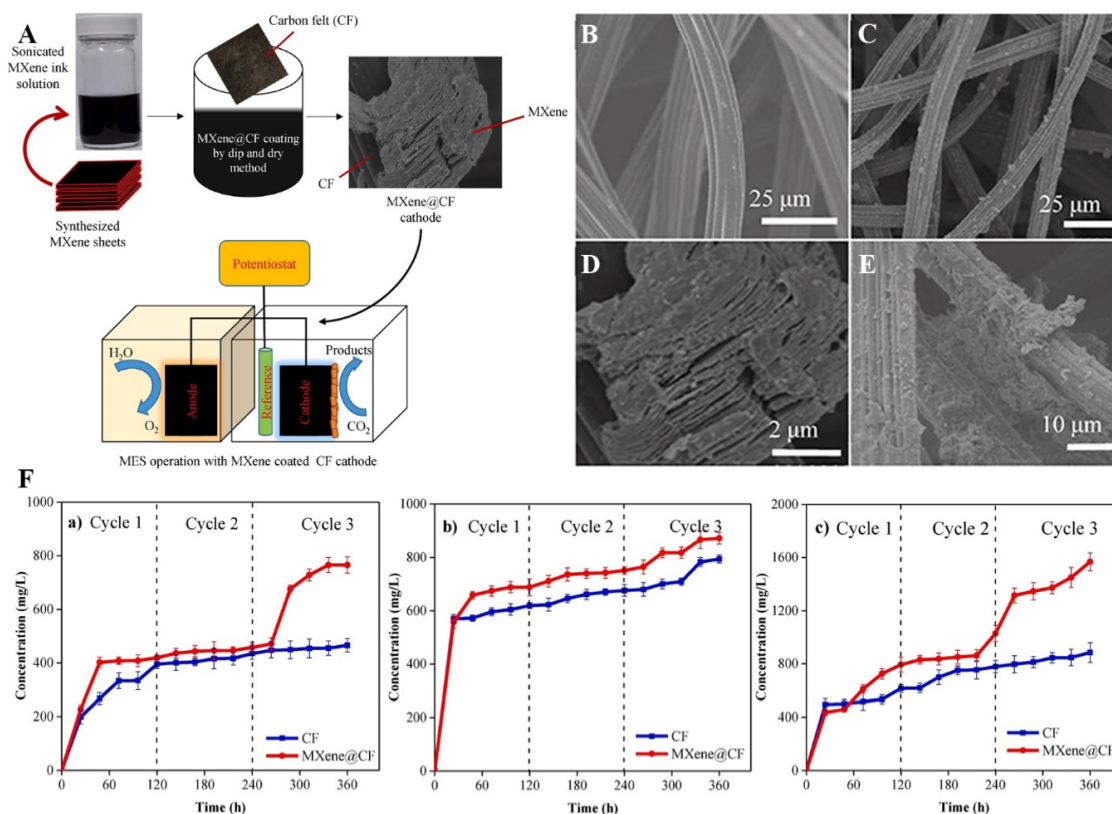 A
Sonicated
MXene ink
solution
Synthesized
MXene sheets
Carbon felt (CF)
MXene@CF coating
by dip and dry
method
MXene
CF
MXene@CF
cathode
Potentiostat
H₂O
O₂
Anode
Reference
Cathode
Products
CO₂
MES operation with MXene coated CF cathode
B
25 μm
C
25 μm
D
2 μm
E
10 μm
F
a)
Cycle 1
Cycle 2
Cycle 3
Concentration (mg/L)
1000
800
600
400
200
0
CF
MXene@CF
0 60 120 180 240 300 360
Time (h)
b)
Cycle 1
Cycle 2
Cycle 3
Concentration (mg/L)
1000
800
600
400
200
0
CF
MXene@CF
0 60 120 180 240 300 360
Time (h)
c)
Cycle 1
Cycle 2
Cycle 3
Concentration (mg/L)
2000
1600
1200
800
400
0
CF
MXene@CF
0 60 120 180 240 300 360
Time (h)